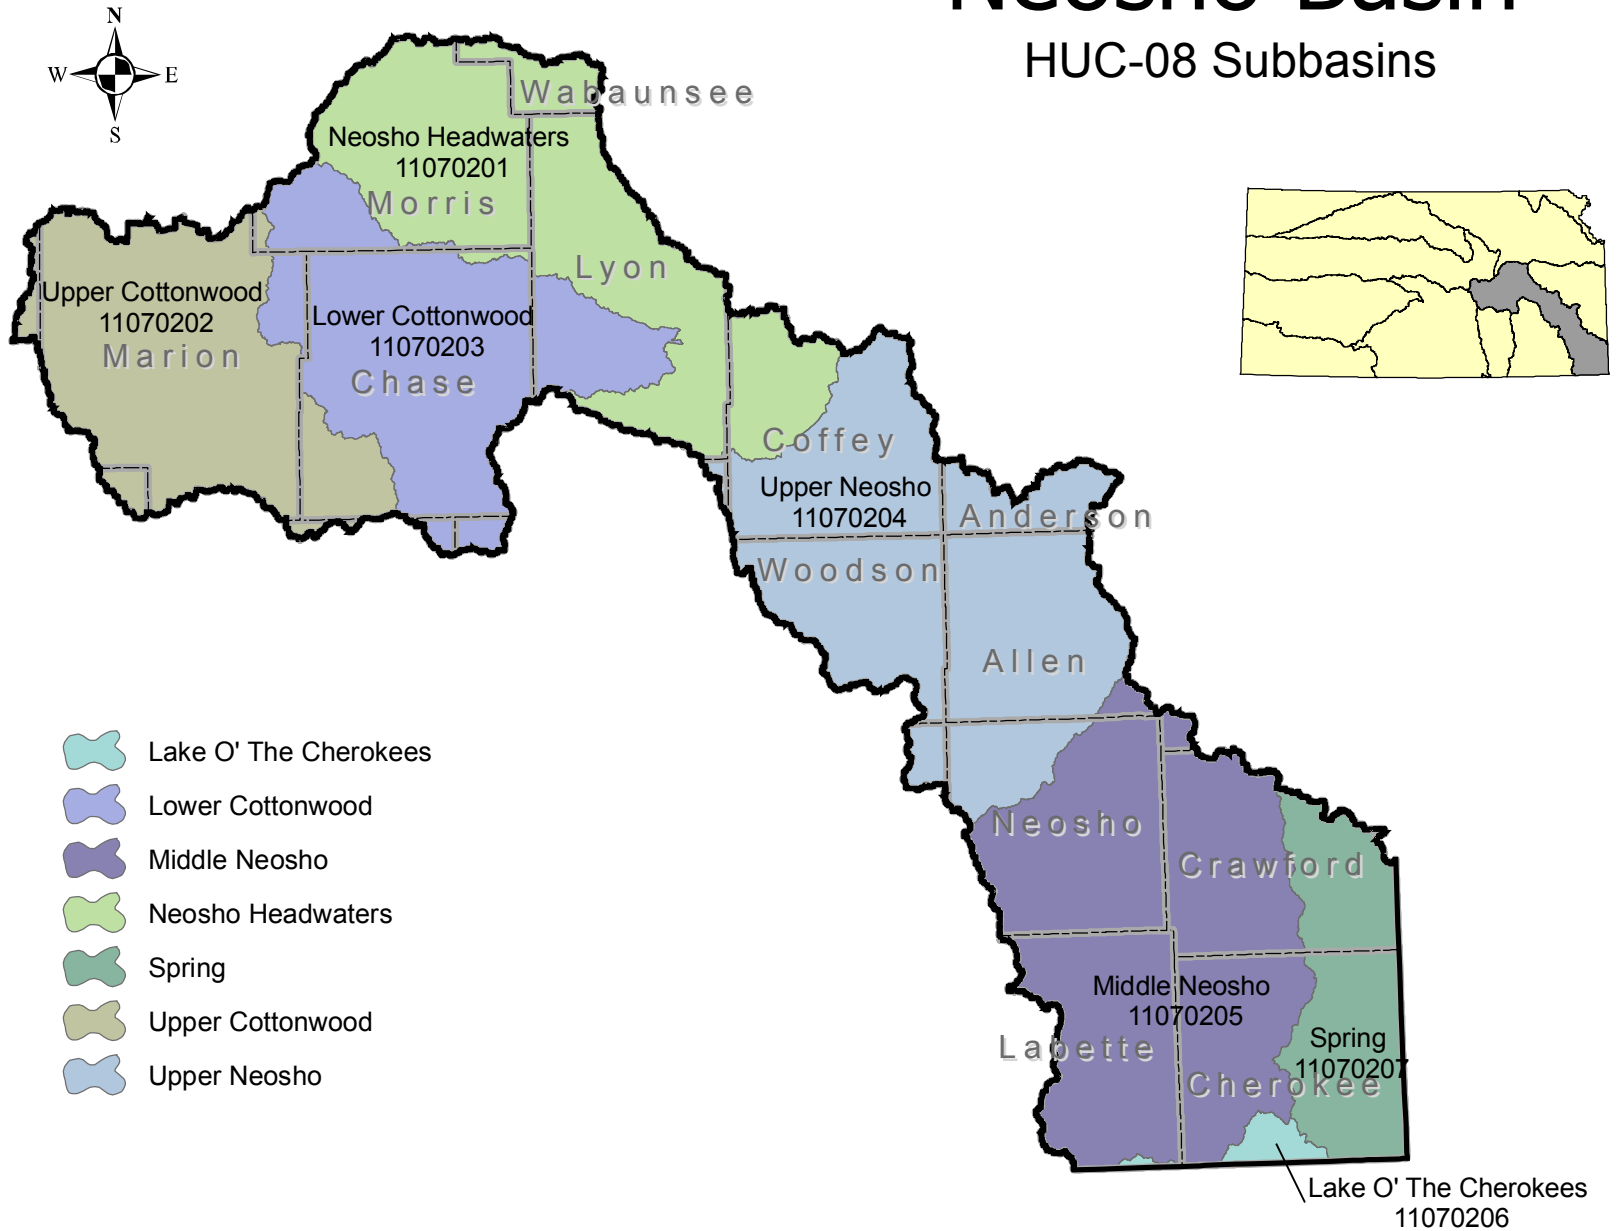 Neosho Basin
HUC-08 Subbasins
N
W
E
S
Wabaunsee
Neosho Headwaters
11070201
Morris
Lyon
Upper Cottonwood
11070202
Marion
Lower Cottonwood
11070203
Chase
Coffey
Upper Neosho
11070204
Anderson
Woodson
Allen
Neosho
Crawford
Middle Neosho
11070205
Labette
Spring
11070207
Cherokee
Lake O' The Cherokees
11070206
Lake O' The Cherokees
Lower Cottonwood
Middle Neosho
Neosho Headwaters
Spring
Upper Cottonwood
Upper Neosho